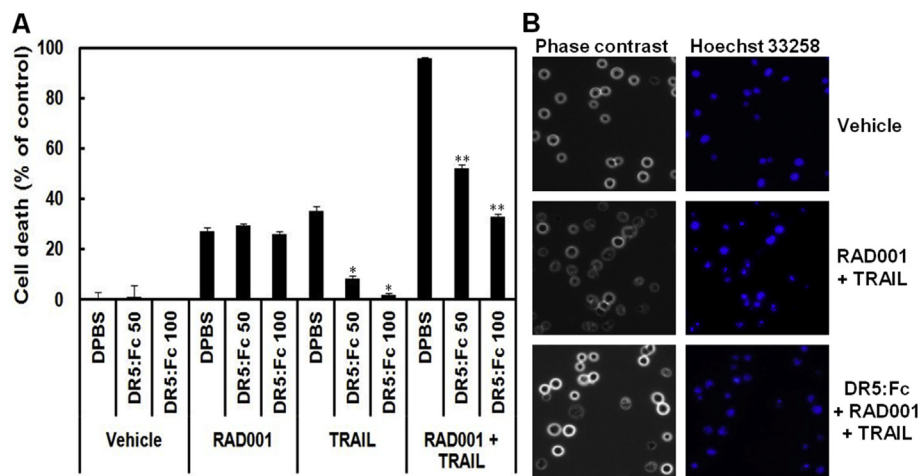 A
Cell death (% of control)
100
80
60
40
20
0
*
*
**
**
DPBS
DR5:Fc 50
DR5:Fc 100
DPBS
DR5:Fc 50
DR5:Fc 100
DPBS
DR5:Fc 50
DR5:Fc 100
DPBS
DR5:Fc 50
DR5:Fc 100
Vehicle
RAD001
TRAIL
RAD001 +
TRAIL
B
Phase contrast
Hoechst 33258
Vehicle
RAD001
+ TRAIL
DR5:Fc
+ RAD001
+ TRAIL